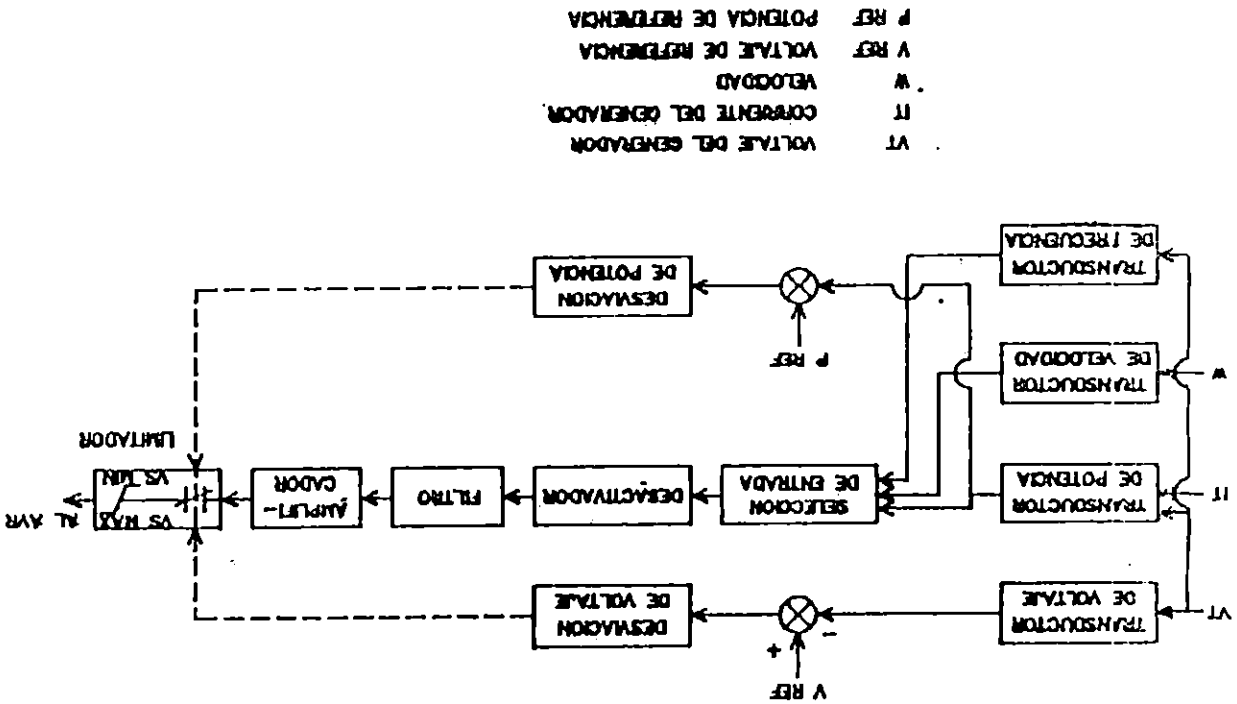 V REF
+
-
VT
TRANSDUCTOR
DE VOLTAJE
DESVIACION
DE VOLTAJE
IT
TRANSDUCTOR
DE POTENCIA
SELECCION
DE ENTRADA
DESACTIVADOR
FILTRO
AMPLIFI-
CADOR
VS MAX
VS MIN
AL AVR
LIMITADOR
W
TRANSDUCTOR
DE VELOCIDAD
P REF
TRANSDUCTOR
DE FRECUENCIA
DESVIACION
DE POTENCIA
VT VOLTAJE DEL GENERADOR
IT CORRIENTE DEL GENERADOR
W VELOCIDAD
V REF VOLTAJE DE REFERENCIA
P REF POTENCIA DE REFERENCIA